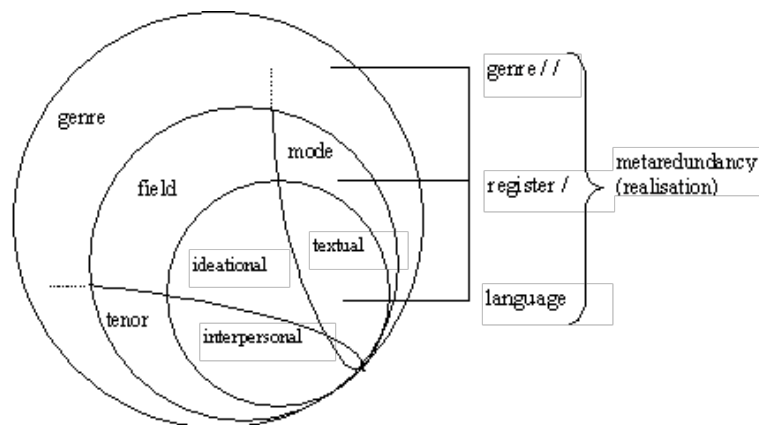 genre
field
mode
tenor
ideational
textual
interpersonal
genre / /
register /
language
metaredundancy
(realisation)